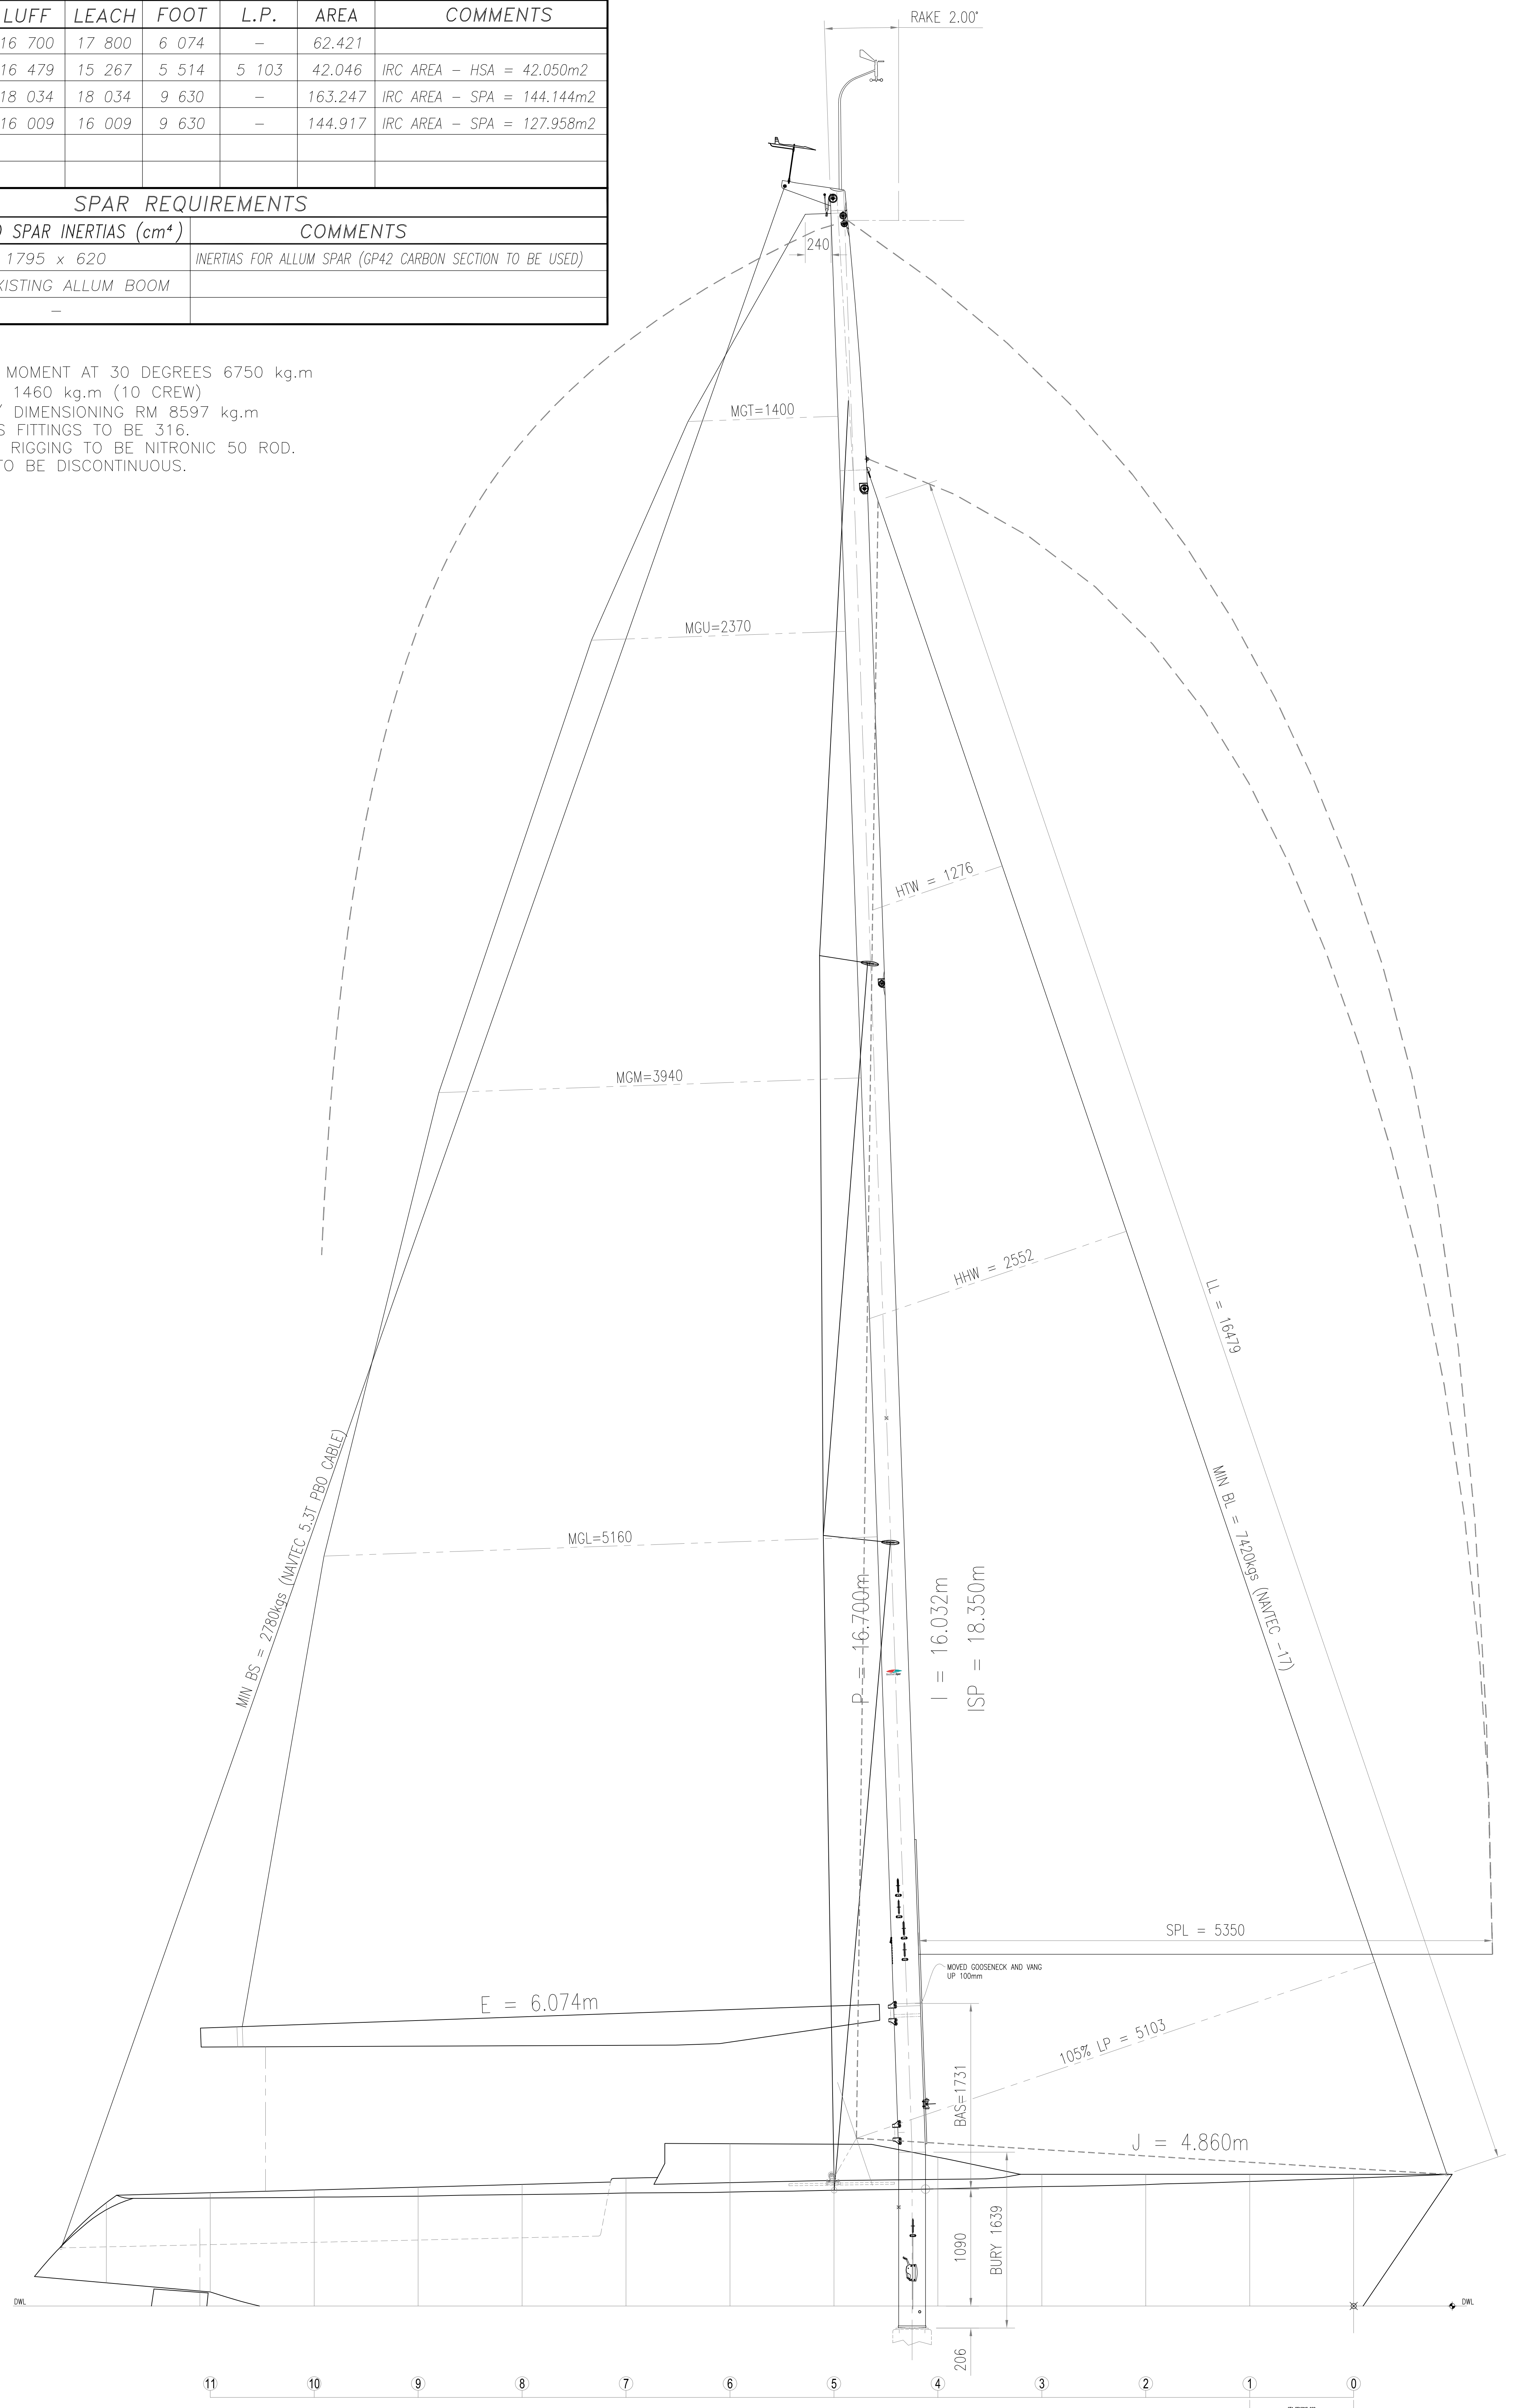 LUFF LEACH FOOT L.P. AREA COMMENTS
16 700 17 800 6 074 – 62.421
16 479 15 267 5 514 5 103 42.046 IRC AREA – HSA = 42.050m2
18 034 18 034 9 630 – 163.247 IRC AREA – SPA = 144.144m2
16 009 16 009 9 630 – 144.917 IRC AREA – SPA = 127.958m2
SPAR REQUIREMENTS
SPAR INERTIAS (cm⁴) COMMENTS
1795 x 620 INERTIAS FOR ALLUM SPAR (GP42 CARBON SECTION TO BE USED)
XISTING ALLUM BOOM
–
MOMENT AT 30 DEGREES 6750 kg.m
1460 kg.m (10 CREW)
DIMENSIONING RM 8597 kg.m
S FITTINGS TO BE 316.
RIGGING TO BE NITRONIC 50 ROD.
TO BE DISCONTINUOUS.
RAKE 2.00°
240
MGT=1400
MGU=2370
HTW = 1276
MGM=3940
HHW = 2552
LL = 16479
MIN BS = 2780kgs (NAVTEC 5.3T PBO CABLE)
MGL=5160
P = 16.700m
I = 16.032m
ISP = 18.350m
MIN BL = 7420kgs (NAVTEC -17)
SPL = 5350
MOVED GOOSENECK AND VANG
UP 100mm
E = 6.074m
BAS=1731
105% LP = 5103
J = 4.860m
1090
BURY 1639
DWL
DWL
206
11 10 9 8 7 6 5 4 3 2 1 0